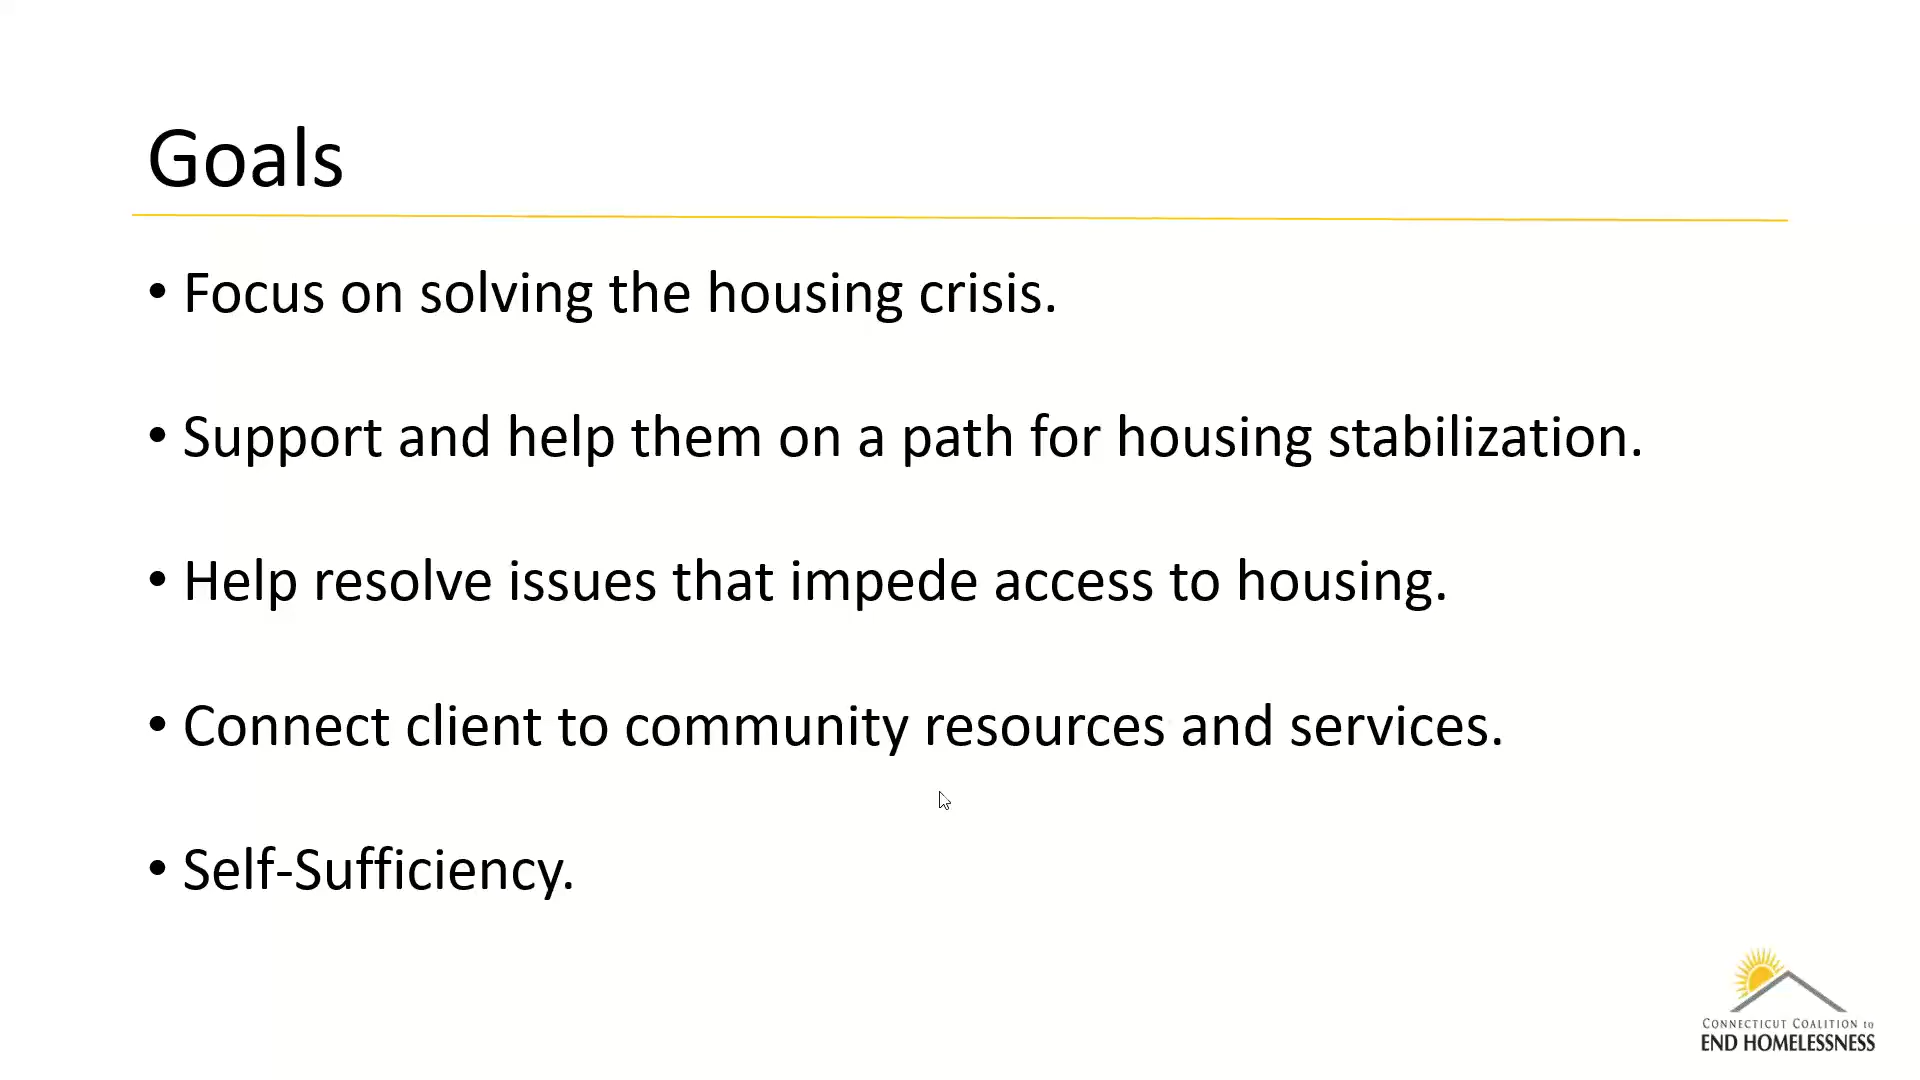 Goals
• Focus on solving the housing crisis.
• Support and help them on a path for housing stabilization.
• Help resolve issues that impede access to housing.
• Connect client to community resources and services.
• Self-Sufficiency.
CONNECTICUT COALITION to
END HOMELESSNESS